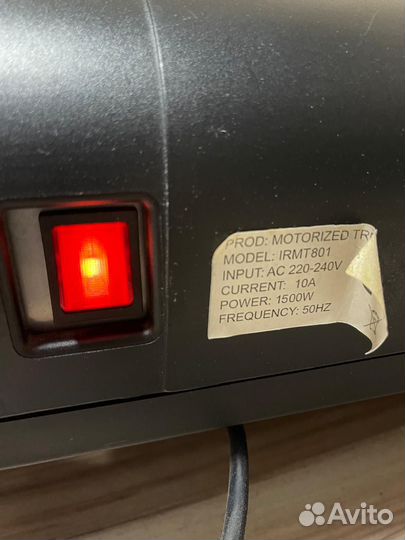 PROD: MOTORIZED TR
MODEL: IRMT801
INPUT: AC 220-240V
CURRENT: 10A
POWER: 1500W
FREQUENCY: 50HZ
Avito